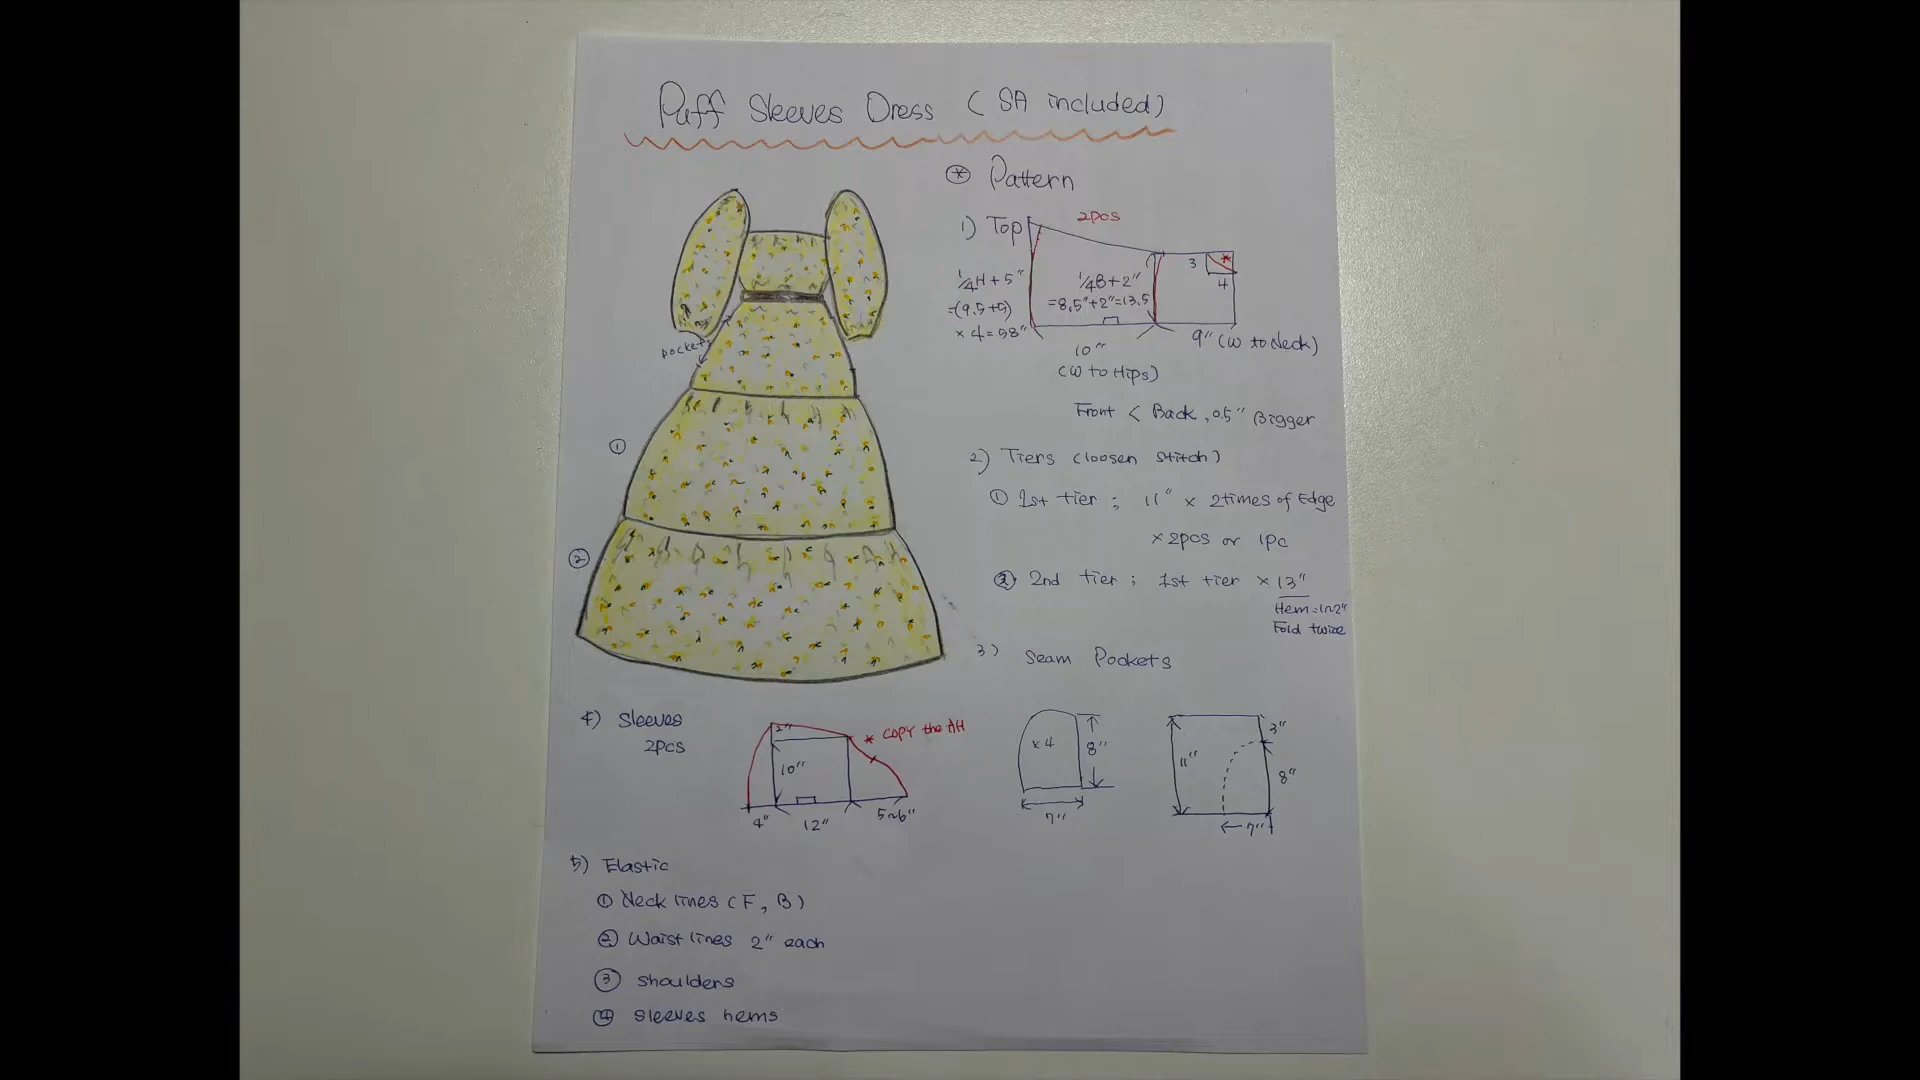 Puff Sleeves Dress ( SA included )
* Pattern
1) Top
2pcs
1/4H + 5"
=(9.5+5)
× 4 = 58"
1/4B + 2"
= 8.5"+2"=13.5
3
*
4
10"
(W to Hips)
9" (W to Neck)
Front < Back, 0.5" Bigger
pockets
①
②
2) Tiers (loosen stitch)
① 1st tier ; 11" × 2times of Edge
× 2pcs or 1pc
② 2nd tier ; 1st tier × 13"
Hem = 1~2"
Fold twice
3) Seam Pockets
× 4
8"
7"
11"
3"
8"
7"
4) Sleeves
2pcs
2"
* COPY the AH
10"
4"
12"
5~6"
5) Elastic
① Neck lines (F, B)
② Waist lines 2" each
③ shoulders
④ sleeves hems